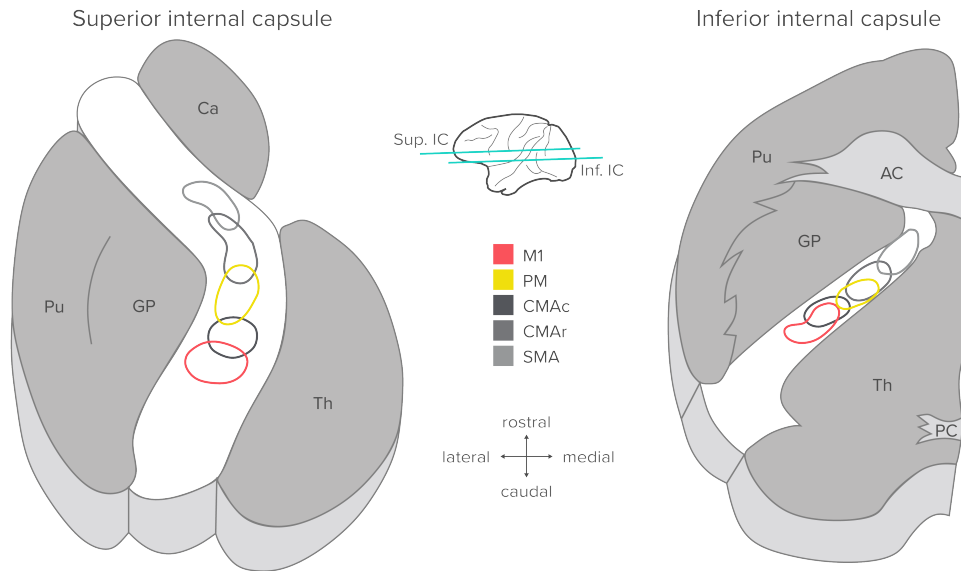 Superior internal capsule
Inferior internal capsule
Ca
Sup. IC
Inf. IC
Pu
AC
GP
M1
PM
CMAc
CMAr
SMA
Pu
GP
Th
Th
PC
rostral
lateral
medial
caudal